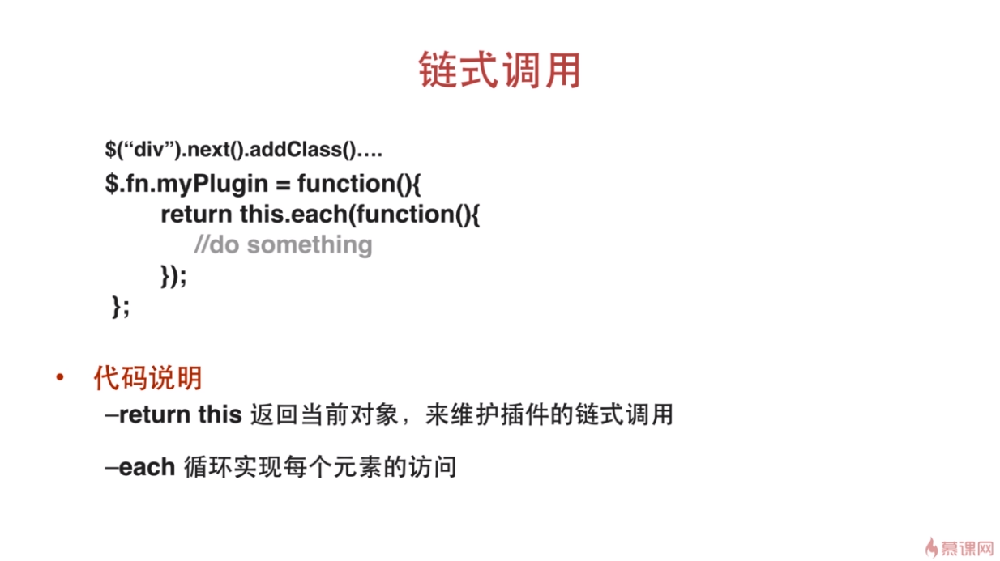 链式调用
$(“div”).next().addClass()….
$.fn.myPlugin = function(){
return this.each(function(){
//do something
});
};
• 代码说明
–return this 返回当前对象，来维护插件的链式调用
–each 循环实现每个元素的访问
慕课网